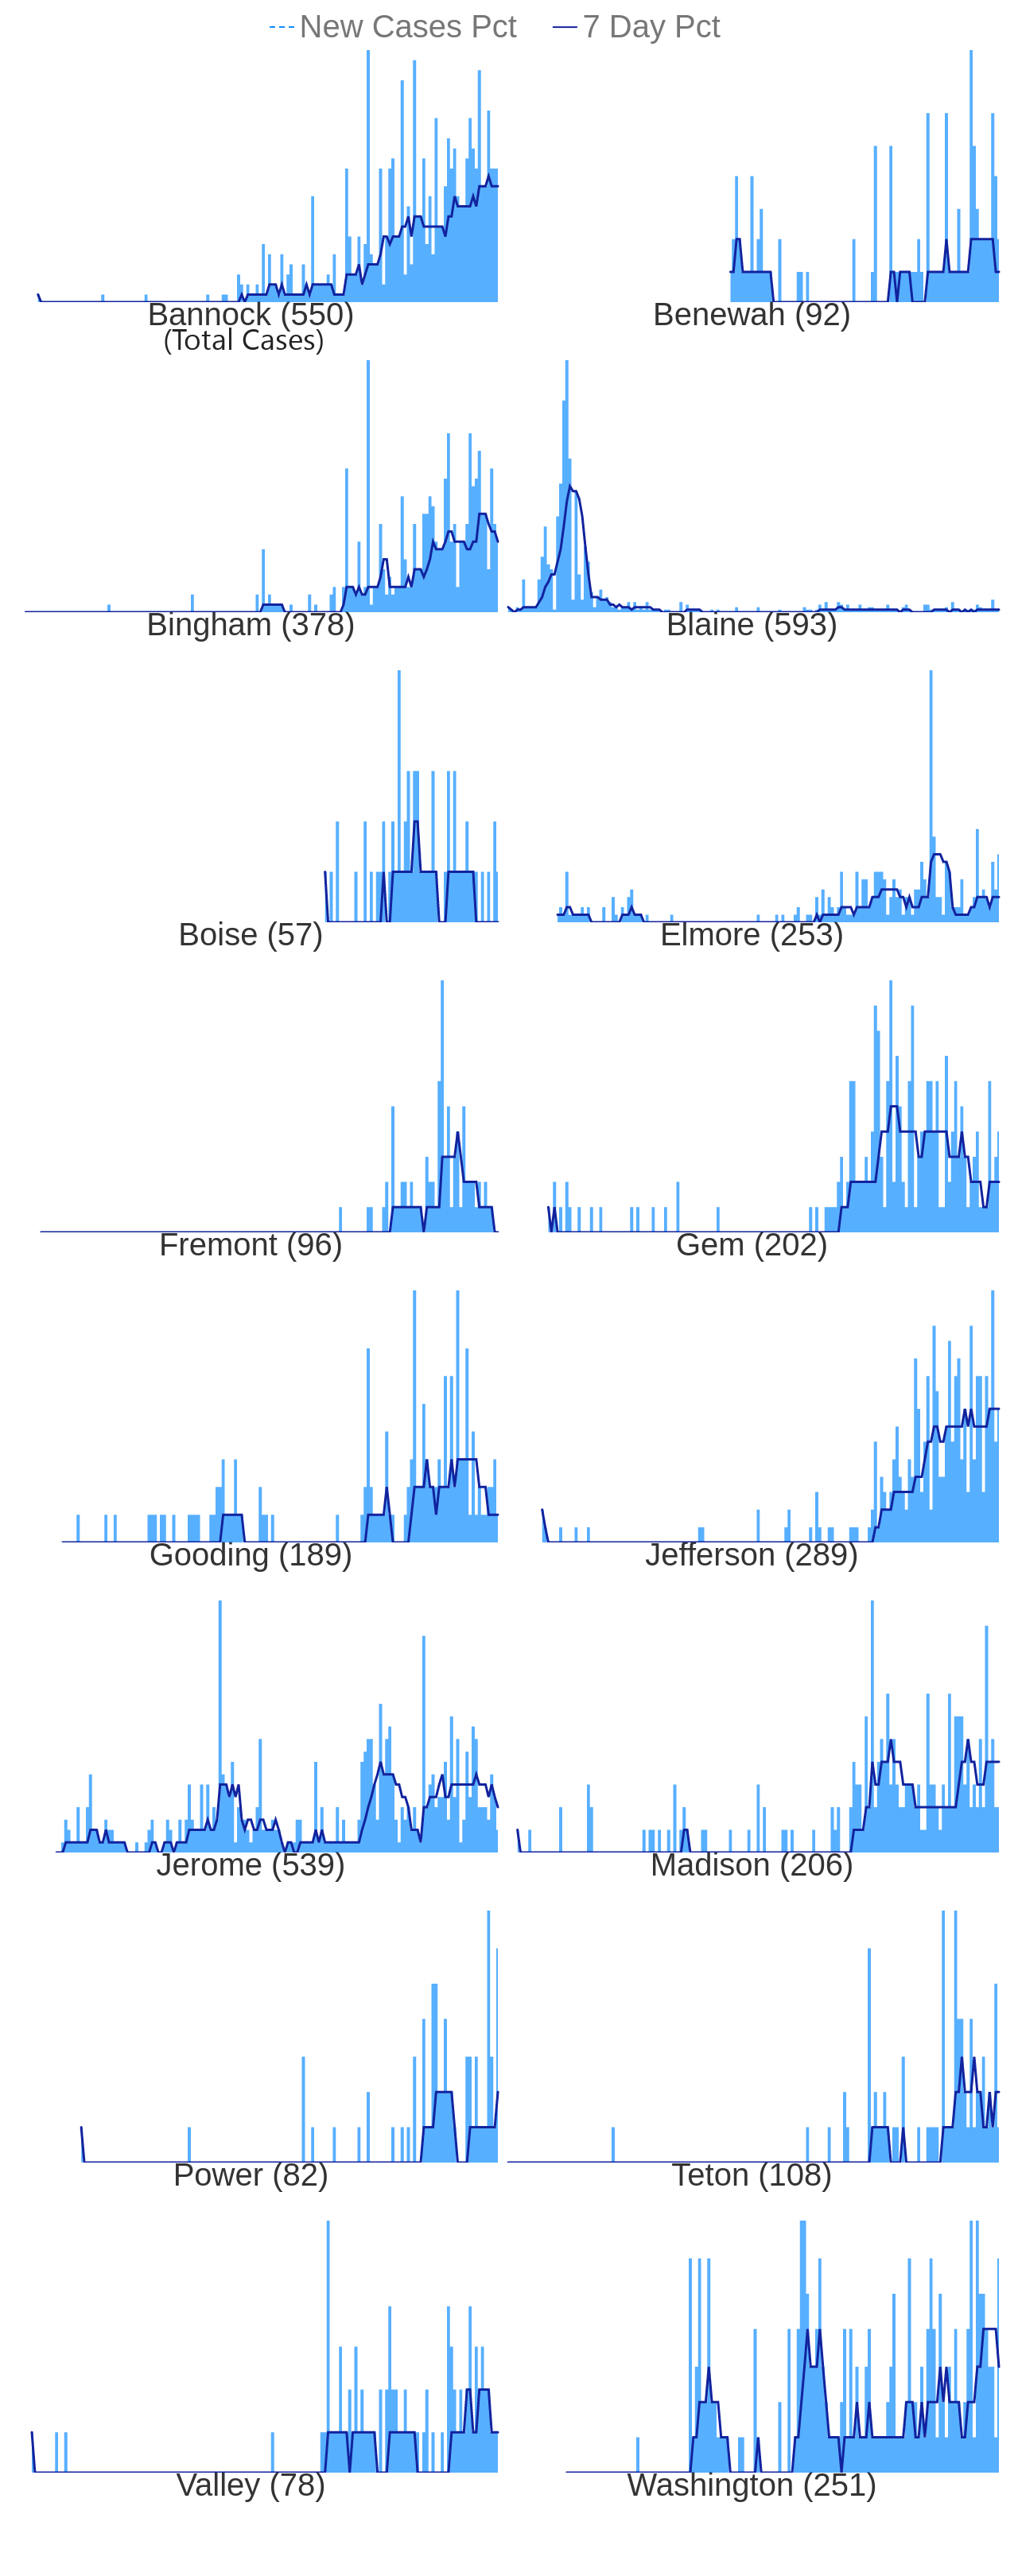 New Cases Pct 7 Day Pct
Bannock (550) Benewah (92)
(Total Cases)
Bingham (378) Blaine (593)
Boise (57) Elmore (253)
Fremont (96) Gem (202)
Gooding (189) Jefferson (289)
Jerome (539) Madison (206)
Power (82) Teton (108)
Valley (78) Washington (251)